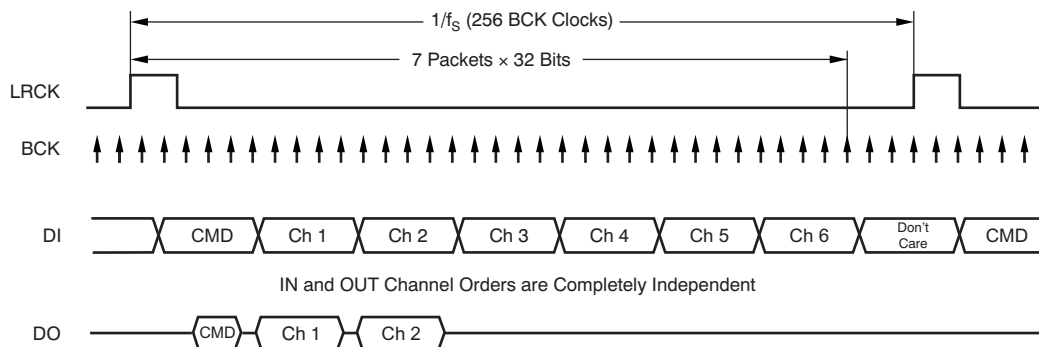 1/fS (256 BCK Clocks)
7 Packets × 32 Bits
LRCK
BCK
DI CMD Ch 1 Ch 2 Ch 3 Ch 4 Ch 5 Ch 6 Don't Care CMD
IN and OUT Channel Orders are Completely Independent
DO CMD Ch 1 Ch 2